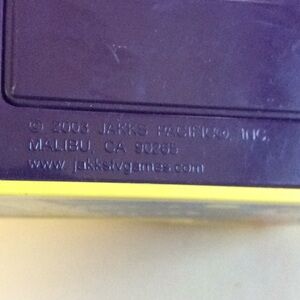 © 2003 JAKKS PACIFIC®, INC.
MALIBU, CA 90265
www.jakkstvgames.com